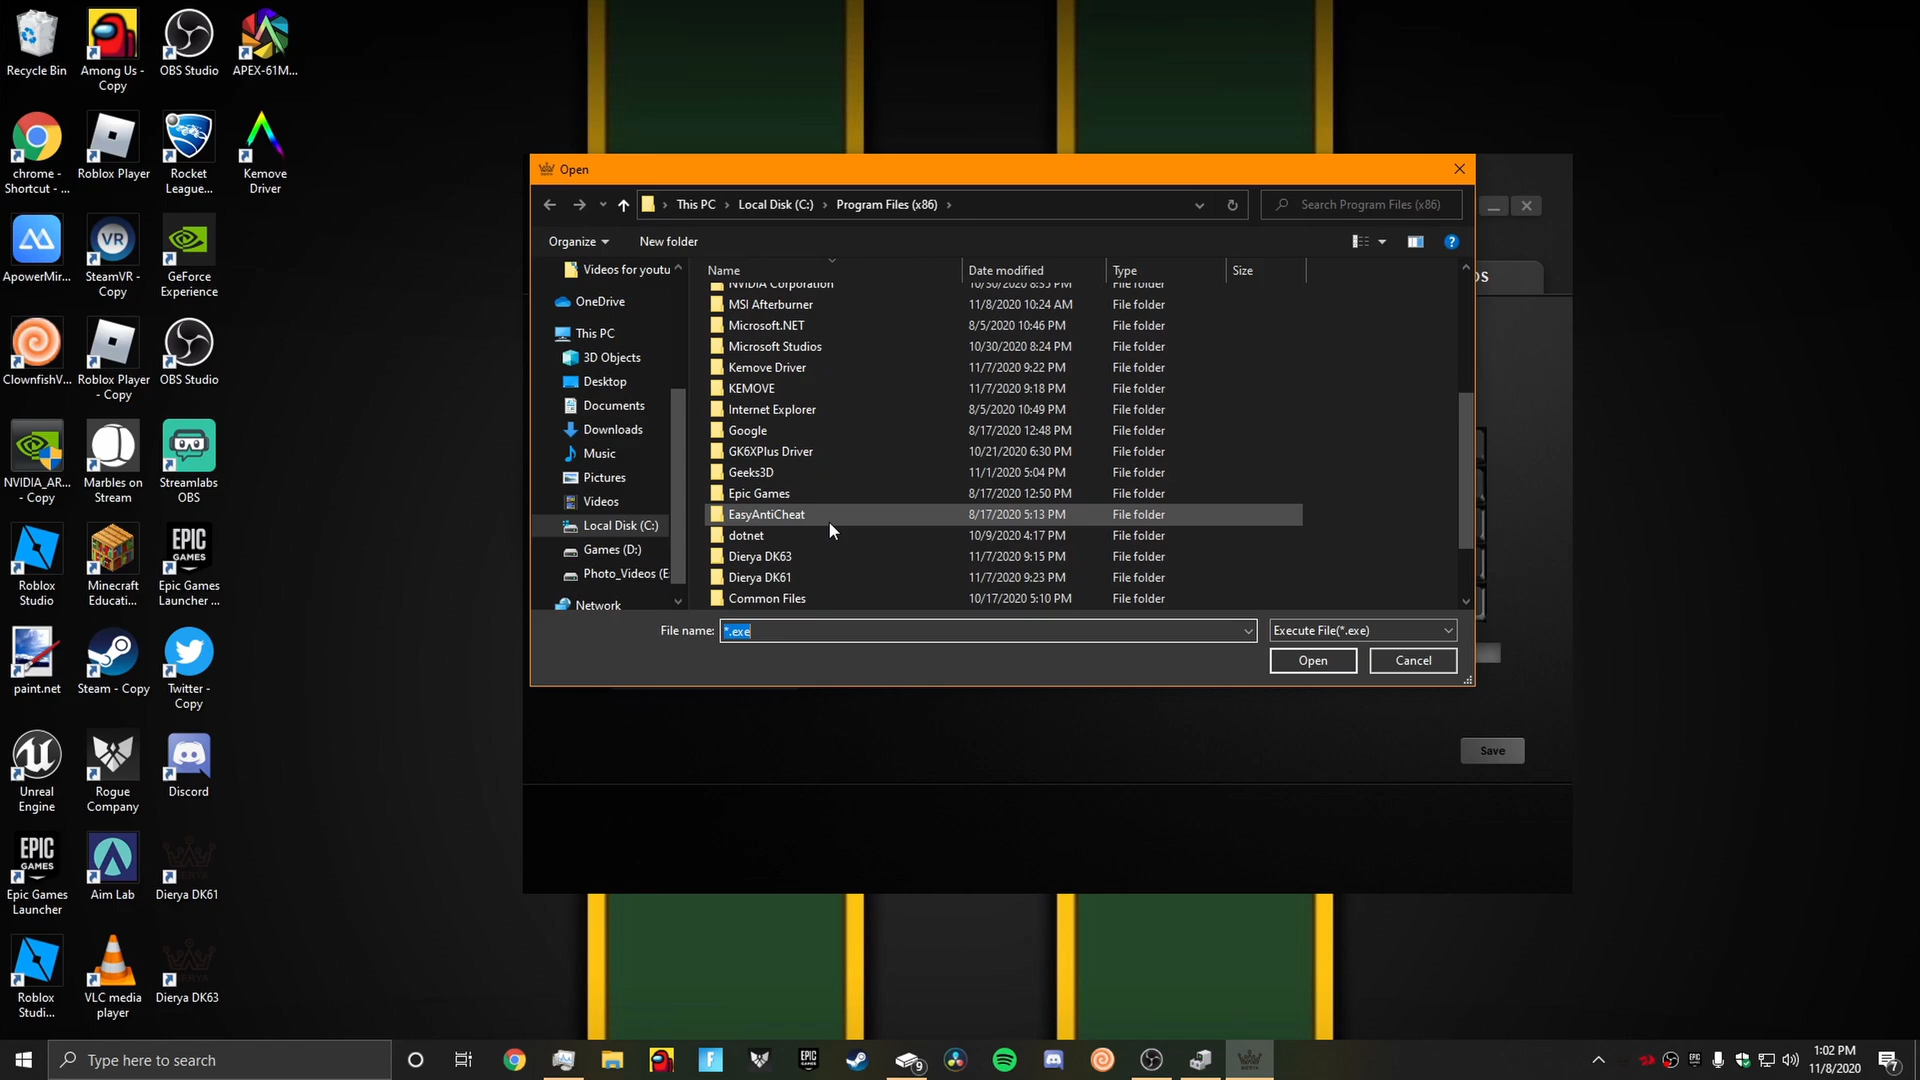 Recycle Bin
Among Us - Copy
OBS Studio
APEX-61M...
chrome - Shortcut - ...
Roblox Player
Rocket League...
Kemove Driver
ApowerMir...
SteamVR - Copy
GeForce Experience
ClownfishV...
Roblox Player - Copy
OBS Studio
NVIDIA_AR... - Copy
Marbles on Stream
Streamlabs OBS
Roblox Studio
Minecraft Educati...
Epic Games Launcher ...
paint.net
Steam - Copy
Twitter - Copy
Unreal Engine
Rogue Company
Discord
Epic Games Launcher
Aim Lab
Dierya DK61
Roblox Studi...
VLC media player
Dierya DK63
Open
This PC > Local Disk (C:) > Program Files (x86) >
Search Program Files (x86)
Organize
New folder
Name Date modified Type Size
Videos for youtu
OneDrive
This PC
3D Objects
Desktop
Documents
Downloads
Music
Pictures
Videos
Local Disk (C:)
Games (D:)
Photo_Videos (E
Network
NVIDIA Corporation 10/30/2020 8:35 PM File folder
MSI Afterburner 11/8/2020 10:24 AM File folder
Microsoft.NET 8/5/2020 10:46 PM File folder
Microsoft Studios 10/30/2020 8:24 PM File folder
Kemove Driver 11/7/2020 9:22 PM File folder
KEMOVE 11/7/2020 9:18 PM File folder
Internet Explorer 8/5/2020 10:49 PM File folder
Google 8/17/2020 12:48 PM File folder
GK6XPlus Driver 10/21/2020 6:30 PM File folder
Geeks3D 11/1/2020 5:04 PM File folder
Epic Games 8/17/2020 12:50 PM File folder
EasyAntiCheat 8/17/2020 5:13 PM File folder
dotnet 10/9/2020 4:17 PM File folder
Dierya DK63 11/7/2020 9:15 PM File folder
Dierya DK61 11/7/2020 9:23 PM File folder
Common Files 10/17/2020 5:10 PM File folder
File name: *.exe
Execute File(*.exe)
Open
Cancel
OS
Save
Type here to search
9
1:02 PM
11/8/2020
7